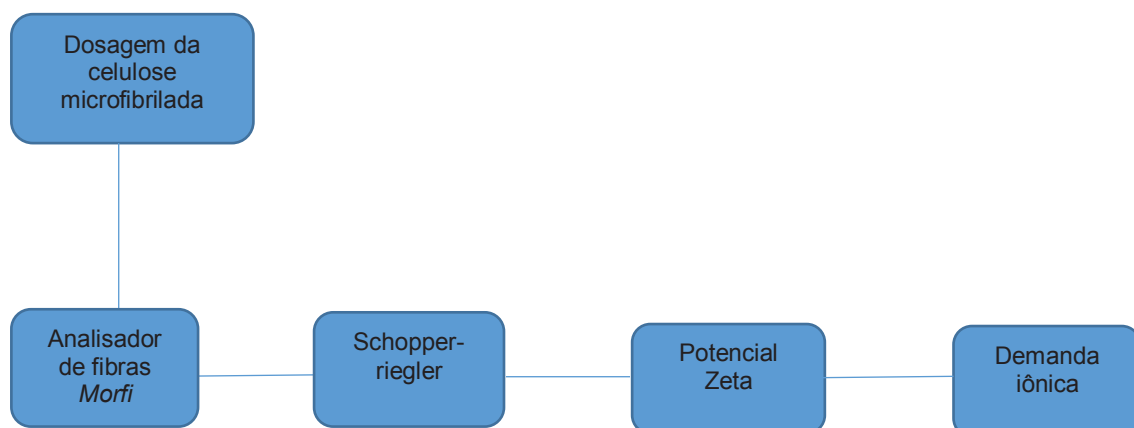 Dosagem da
celulose
microfibrilada
Analisador
de fibras
Morfi
Schopper-
riegler
Potencial
Zeta
Demanda
iônica